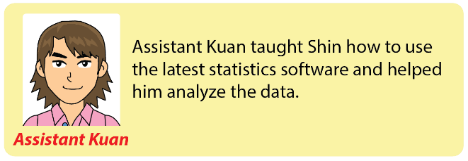 Assistant Kuan taught Shin how to use
the latest statistics software and helped
him analyze the data.
Assistant Kuan